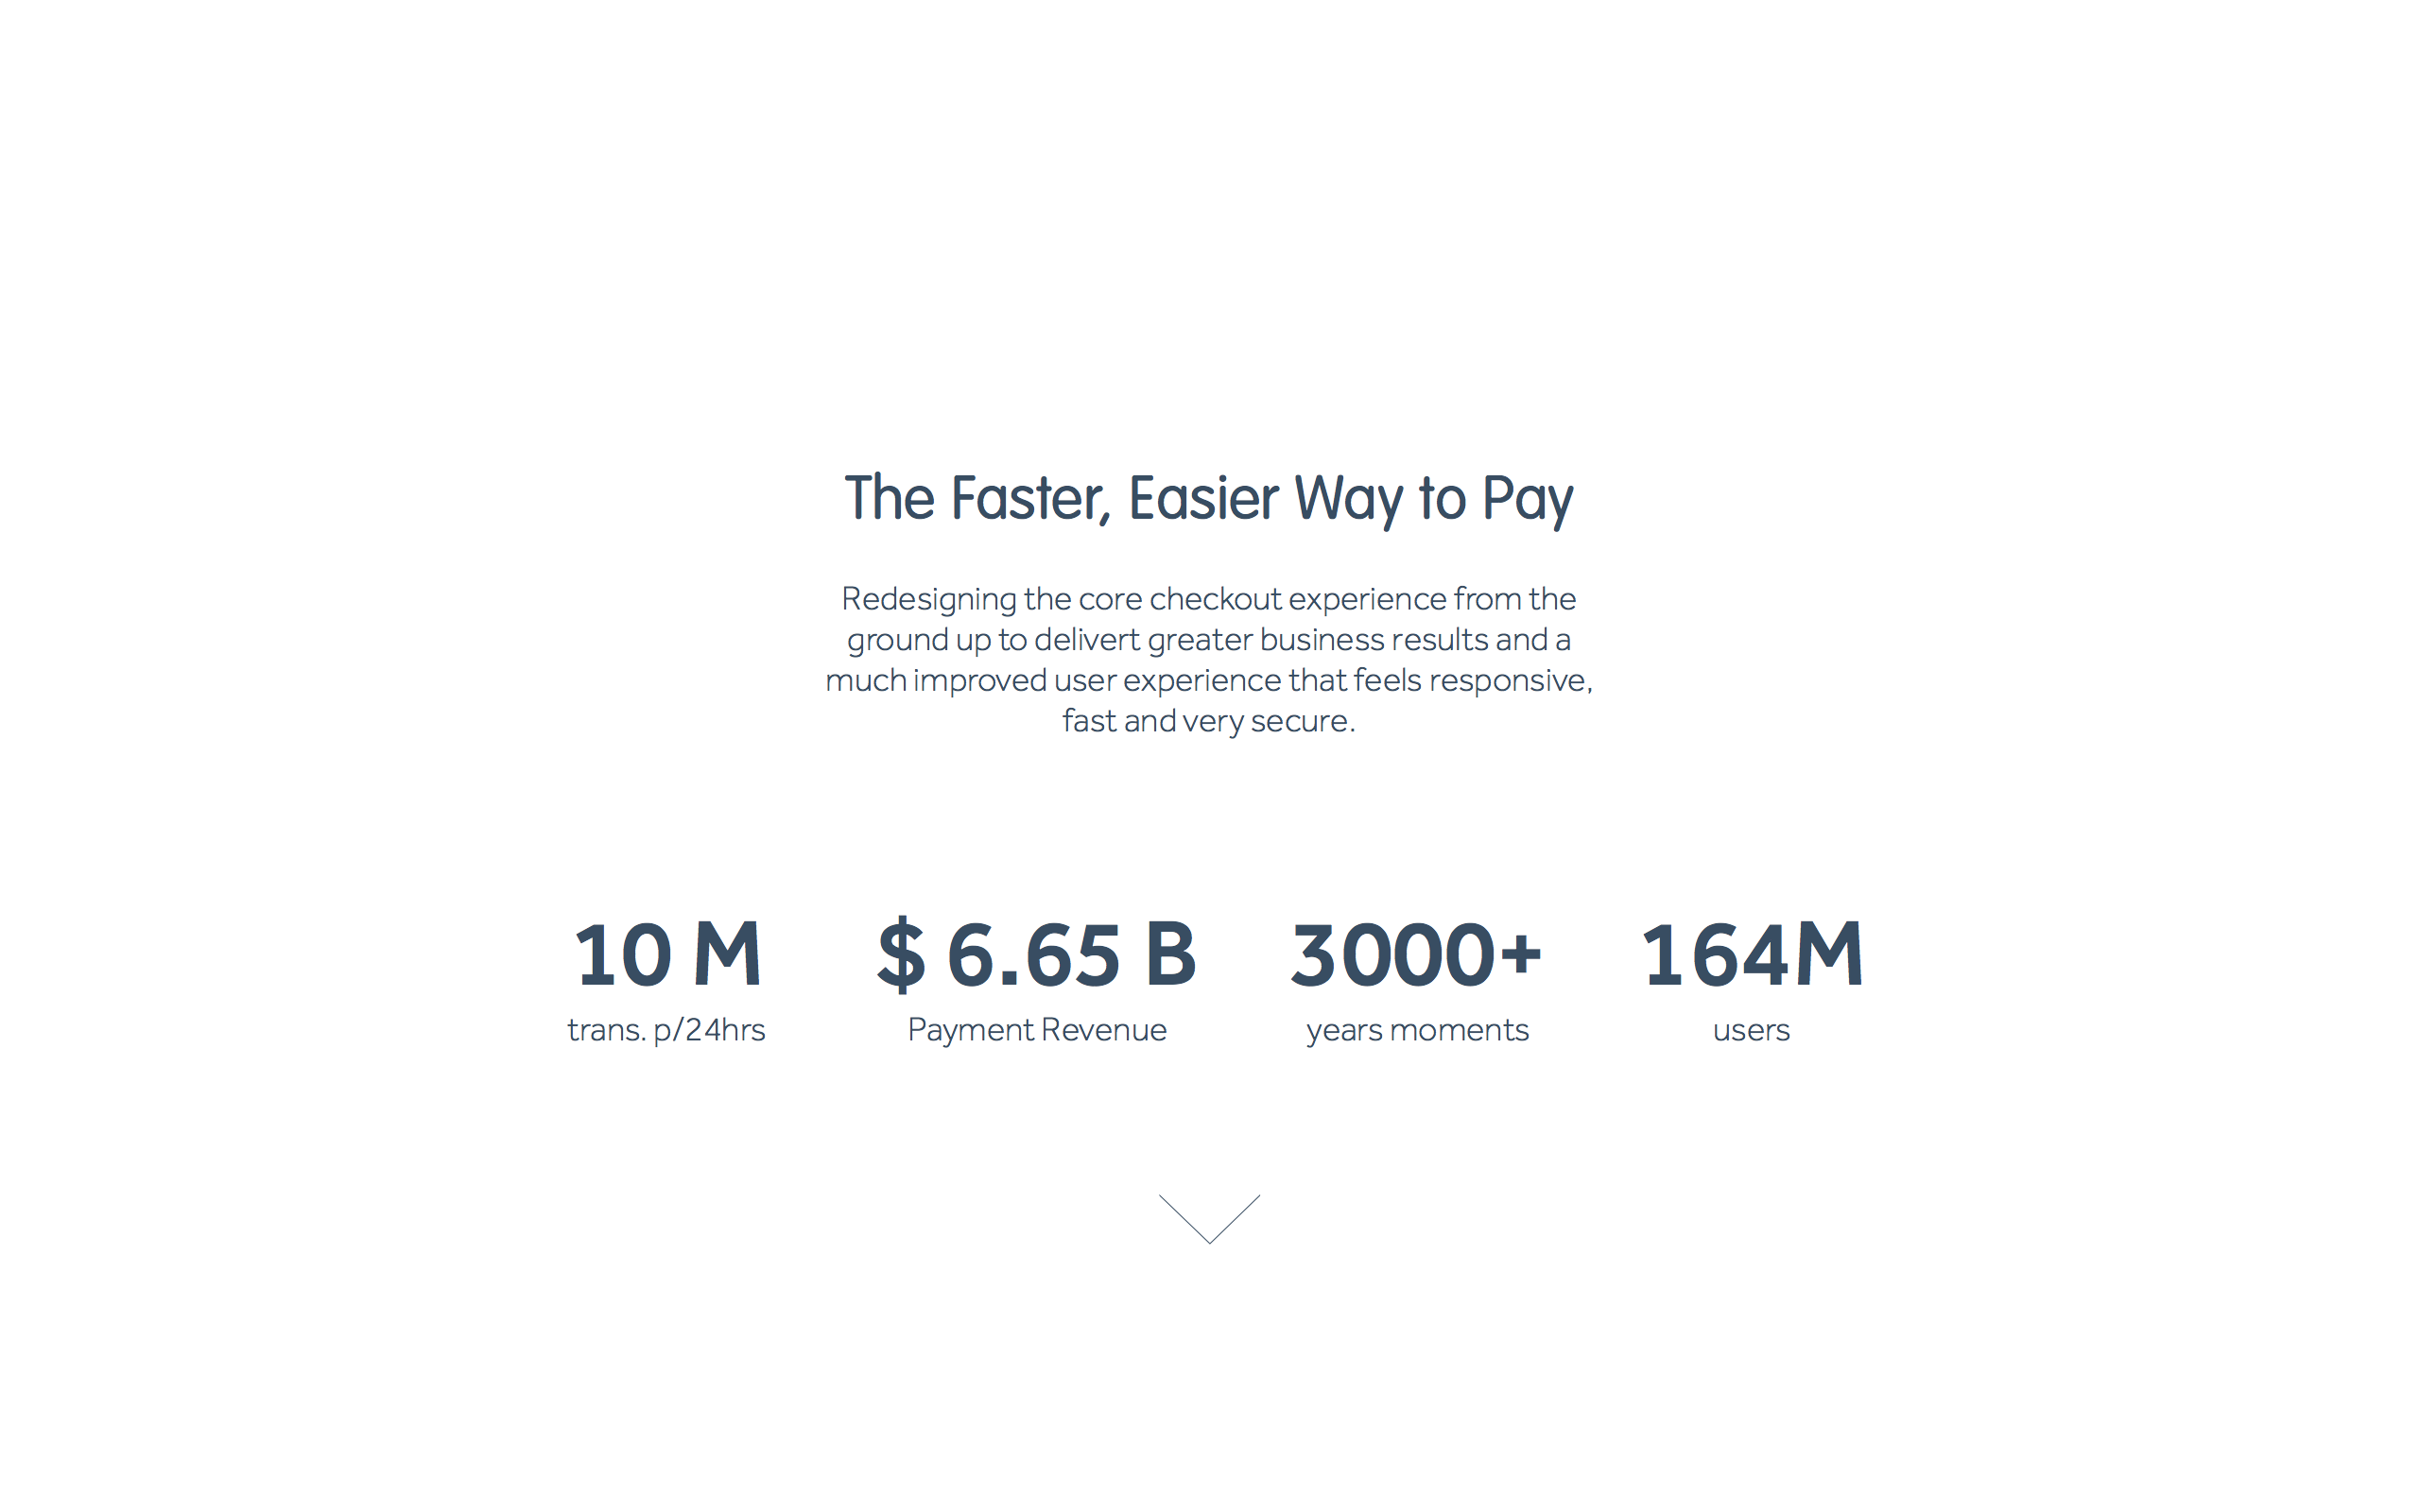 The Faster, Easier Way to Pay
Redesigning the core checkout experience from the
ground up to delivert greater business results and a
much improved user experience that feels responsive,
fast and very secure.
10 M
trans. p/24hrs
$ 6.65 B
Payment Revenue
3000+
years moments
164M
users